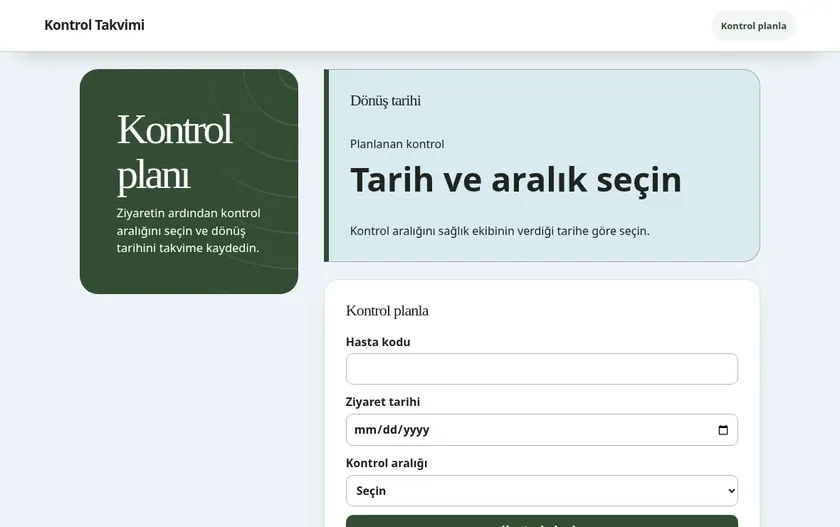 Kontrol Takvimi
Kontrol planla
Kontrol
planı
Ziyaretin ardından kontrol
aralığını seçin ve dönüş
tarihini takvime kaydedin.
Dönüş tarihi
Planlanan kontrol
Tarih ve aralık seçin
Kontrol aralığını sağlık ekibinin verdiği tarihe göre seçin.
Kontrol planla
Hasta kodu
Ziyaret tarihi
mm/dd/yyyy
Kontrol aralığı
Seçin